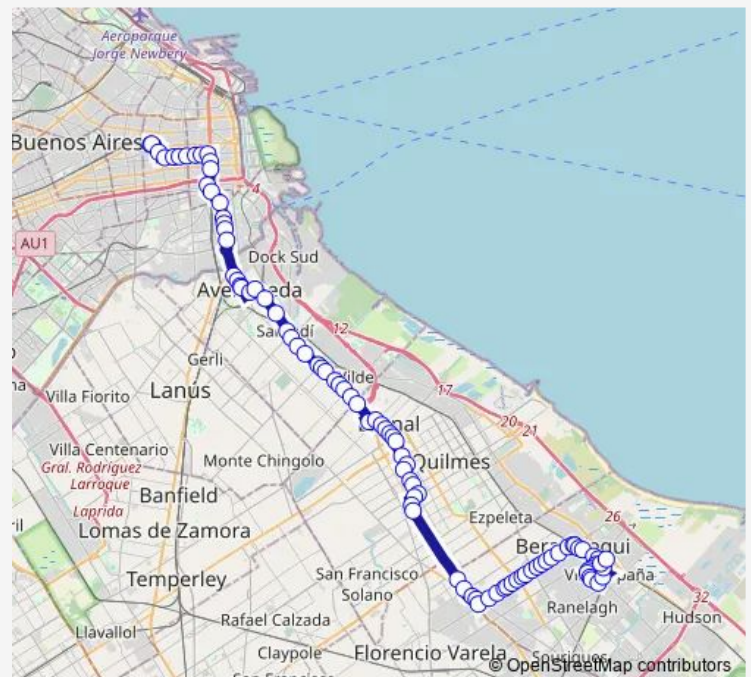 Aeroparque
Jorge Newbery
Buenos Aires
4
AU1
Dock Sud
12
Gerli
17
Villa Fiorito
Lanus
20
21
Villa Centenario
Gral. Rodríguez
Larroque
Monte Chingolo
Quilmes
Banfield
Laprida
26
Ezpeleta
Lomas de Zamora
San Francisco
Solano
Temperley
32
Ranelagh
Rafael Calzada
Hudson
Llavallol
Claypole
Florencio Varela
© OpenStreetMap contributors